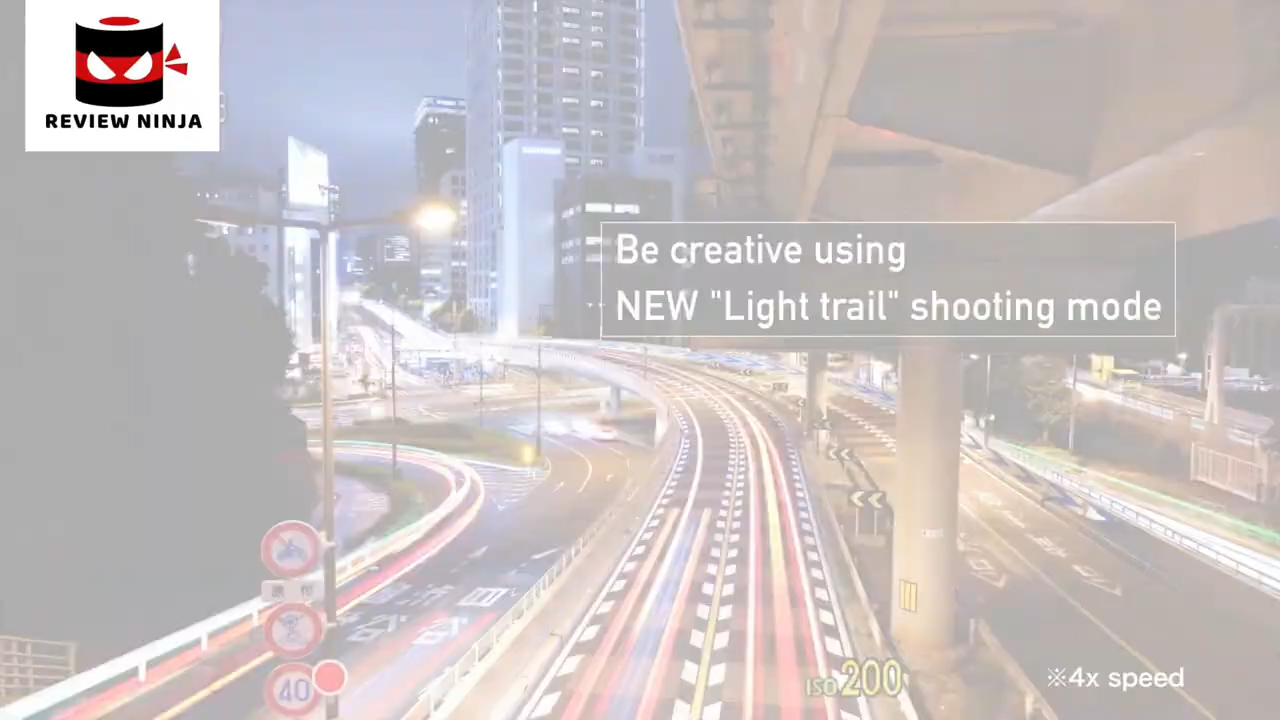 REVIEW NINJA
Be creative using
NEW "Light trail" shooting mode
40
ISO200
※4x speed